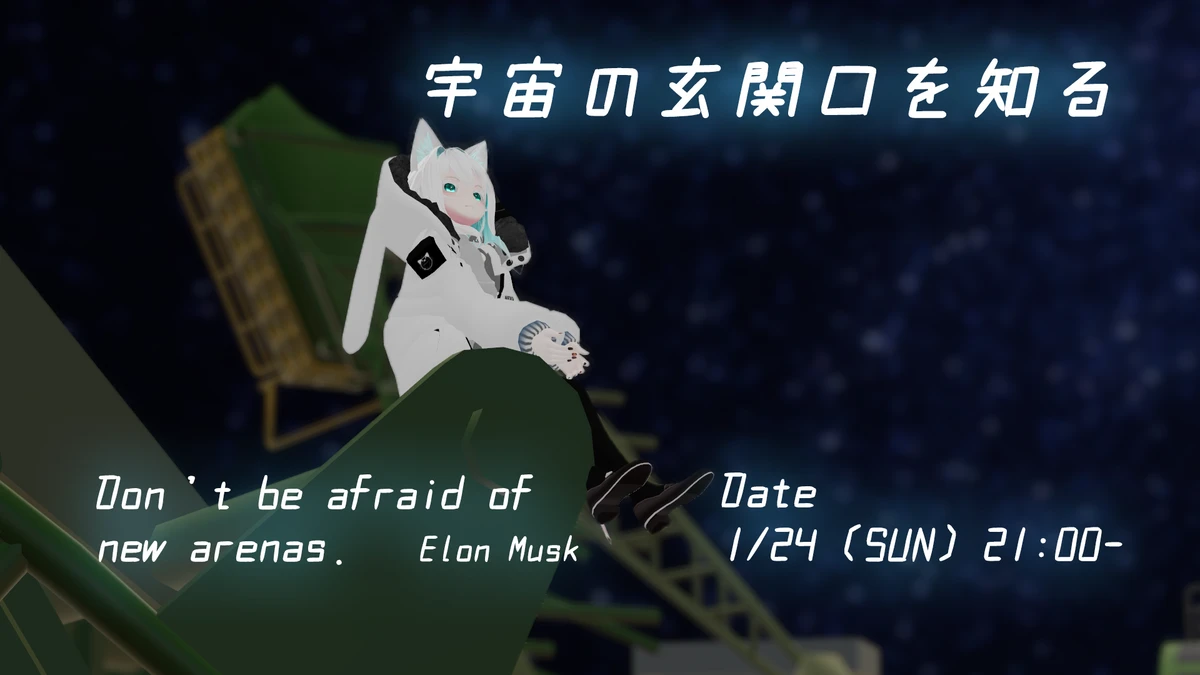 宇宙の玄関口を知る
Don't be afraid of
new arenas. Elon Musk
Date
1/24 (SUN) 21:00-